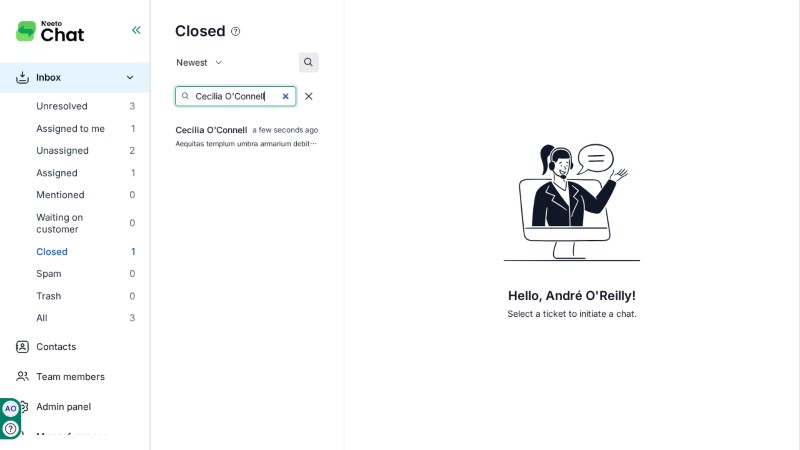 Neeto
Chat
Inbox
Unresolved 3
Assigned to me 1
Unassigned 2
Assigned 1
Mentioned 0
Waiting on
customer 0
Closed 1
Spam 0
Trash 0
All 3
Contacts
Team members
Admin panel
AO
Closed
Newest
Cecilia O'Connell
Cecilia O'Connell a few seconds ago
Aequitas templum umbra armarium debit...
Hello, André O'Reilly!
Select a ticket to initiate a chat.